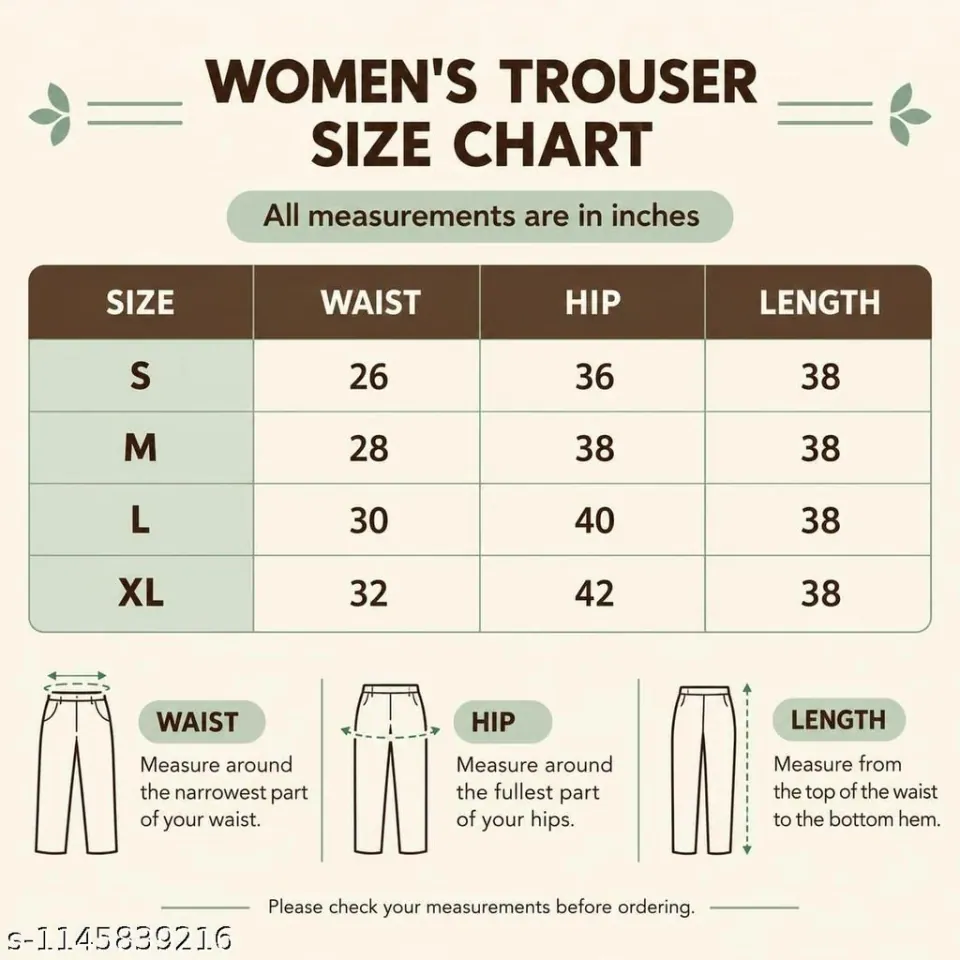 WOMEN'S TROUSER
SIZE CHART
All measurements are in inches
SIZE WAIST HIP LENGTH
S 26 36 38
M 28 38 38
L 30 40 38
XL 32 42 38
WAIST
Measure around
the narrowest part
of your waist.
HIP
Measure around
the fullest part
of your hips.
LENGTH
Measure from
the top of the waist
to the bottom hem.
Please check your measurements before ordering.
s-1145839216